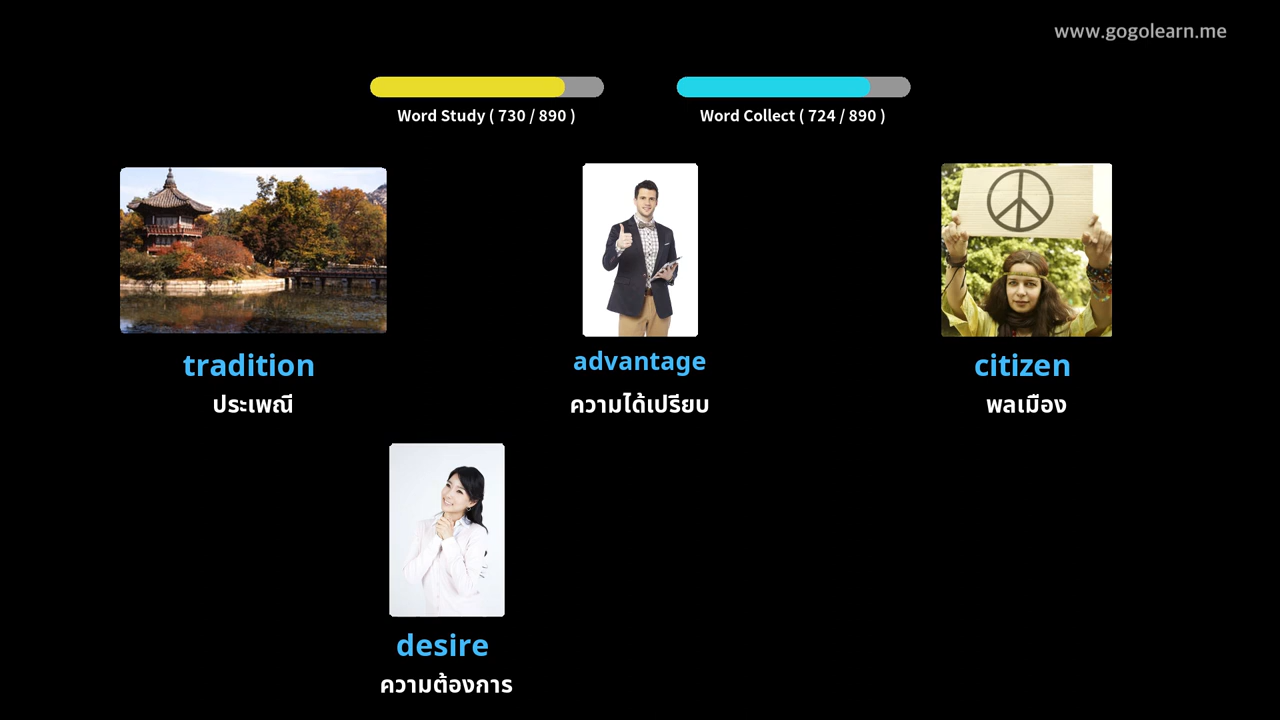 www.gogolearn.me
Word Study ( 730 / 890 )
Word Collect ( 724 / 890 )
tradition
ประเพณี
advantage
ความได้เปรียบ
citizen
พลเมือง
desire
ความต้องการ